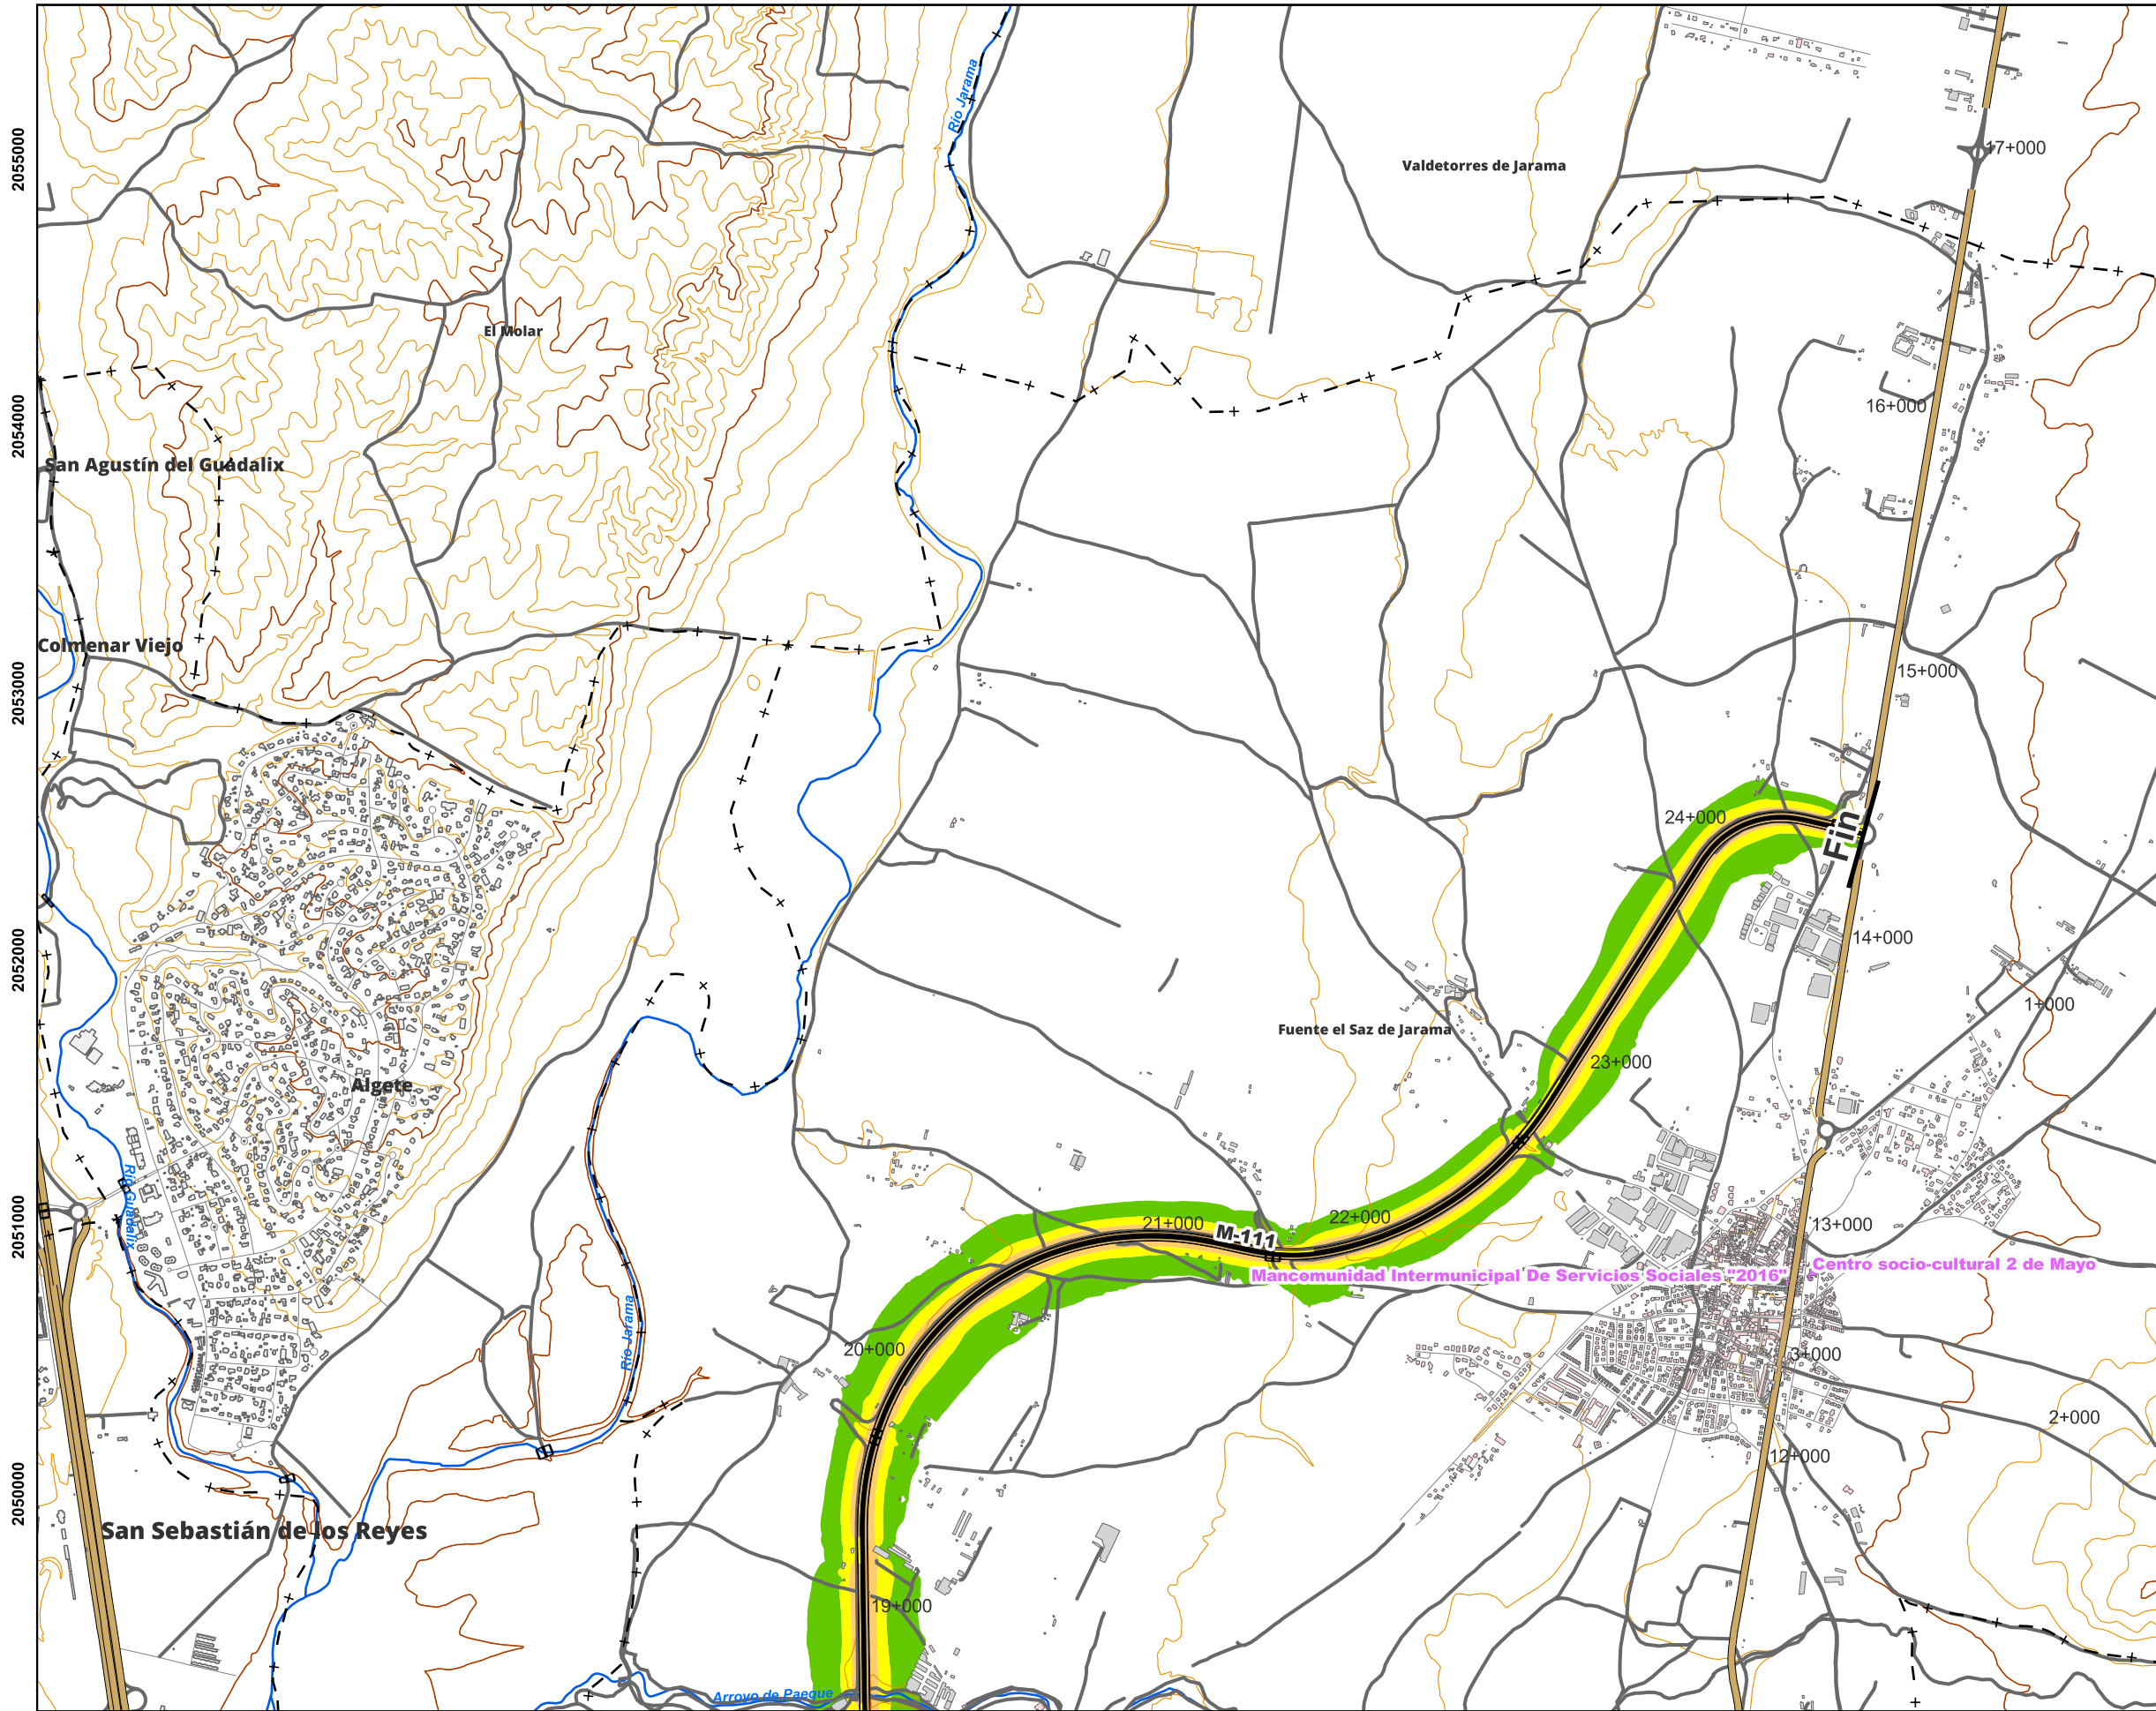 Río Jarama
17+000
2055000
Valdetorres de Jarama
El Molar
16+000
2054000
San Agustín del Guadalix
Colmenar Viejo
15+000
2053000
24+000
Fin
14+000
2052000
1+000
Fuente el Saz de Jarama
23+000
Algete
Río Guadalix
2051000
21+000
22+000
13+000
M-111
Centro socio-cultural 2 de Mayo
Mancomunidad Intermunicipal De Servicios Sociales "2016"
Río Jarama
20+000
3+000
2+000
12+000
2050000
San Sebastián de los Reyes
19+000
Arroyo de Paeque